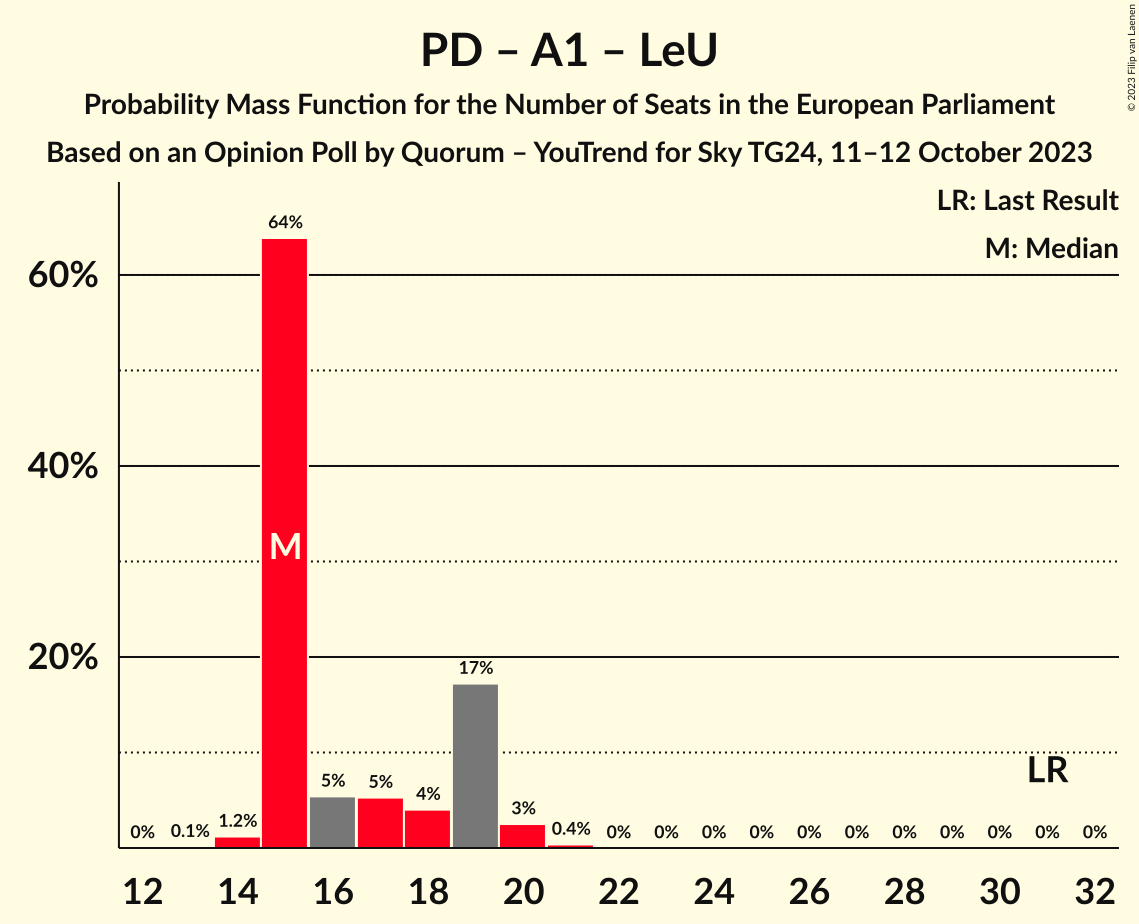 PD – A1 – LeU
Probability Mass Function for the Number of Seats in the European Parliament
Based on an Opinion Poll by Quorum – YouTrend for Sky TG24, 11–12 October 2023
© 2023 Filip van Laenen
LR: Last Result
M: Median
60%
40%
20%
0% 0.1% 1.2% 64% 5% 5% 4% 17% 3% 0.4% 0% 0% 0% 0% 0% 0% 0% 0% 0% 0% 0%
M
LR
12 14 16 18 20 22 24 26 28 30 32